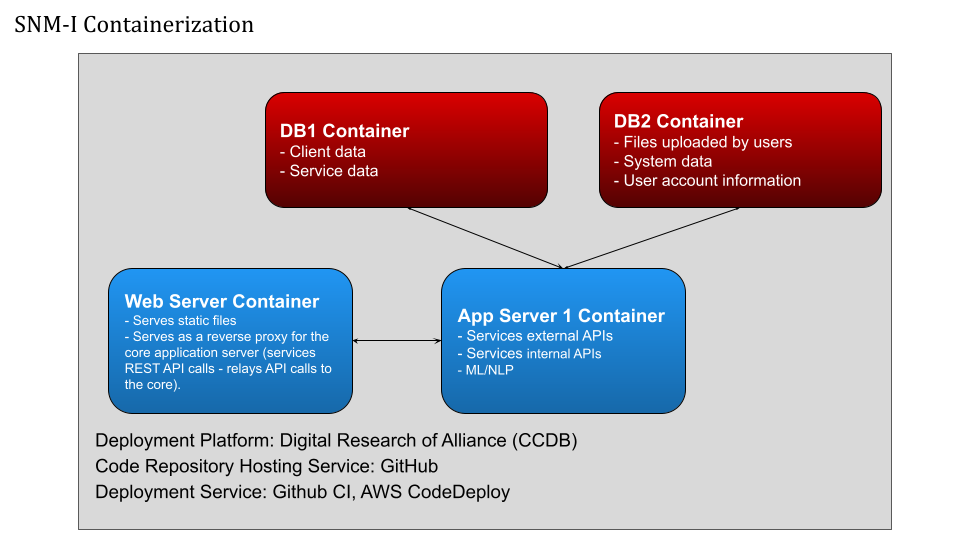 SNM-I Containerization
DB1 Container
- Client data
- Service data
DB2 Container
- Files uploaded by users
- System data
- User account information
Web Server Container
- Serves static files
- Serves as a reverse proxy for the
core application server (services
REST API calls - relays API calls to
the core).
App Server 1 Container
- Services external APIs
- Services internal APIs
- ML/NLP
Deployment Platform: Digital Research of Alliance (CCDB)
Code Repository Hosting Service: GitHub
Deployment Service: Github CI, AWS CodeDeploy